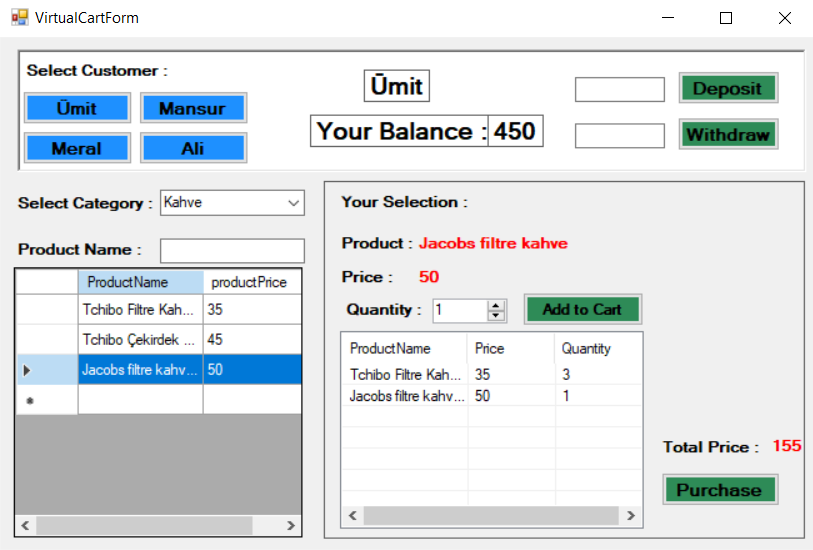 VirtualCartForm
Select Customer :
Ümit Mansur
Meral Ali
Ümit
Your Balance : 450
Deposit
Withdraw
Select Category : Kahve
Product Name :
ProductName productPrice
Tchibo Filtre Kah... 35
Tchibo Çekirdek ... 45
Jacobs filtre kahv... 50
Your Selection :
Product : Jacobs filtre kahve
Price : 50
Quantity : 1 Add to Cart
ProductName Price Quantity
Tchibo Filtre Kah... 35 3
Jacobs filtre kahv... 50 1
Total Price : 155
Purchase